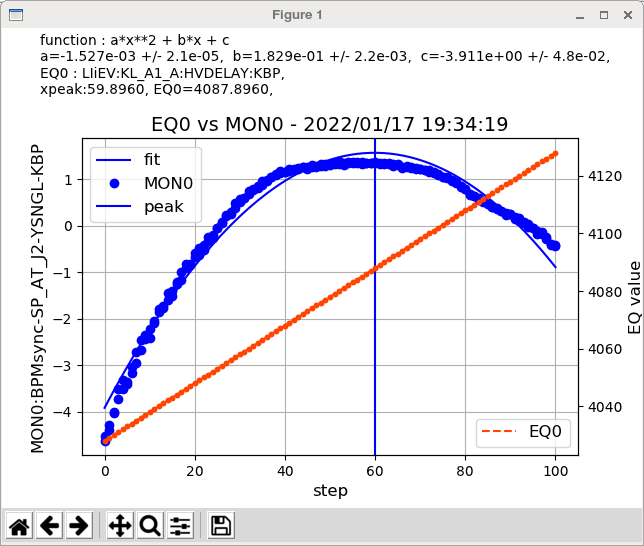 Figure 1
function : a*x**2 + b*x + c
a=-1.527e-03 +/- 2.1e-05,  b=1.829e-01 +/- 2.2e-03,  c=-3.911e+00 +/- 4.8e-02,
EQ0 : LIiEV:KL_A1_A:HVDELAY:KBP,
xpeak:59.8960, EQ0=4087.8960,
EQ0 vs MON0 - 2022/01/17 19:34:19
fit
MON0
peak
1
0
−1
−2
−3
−4
MON0:BPMsync-SP_AT_J2-YSNGL-KBP
4120
4100
4080
4060
4040
EQ value
EQ0
0
20
40
60
80
100
step